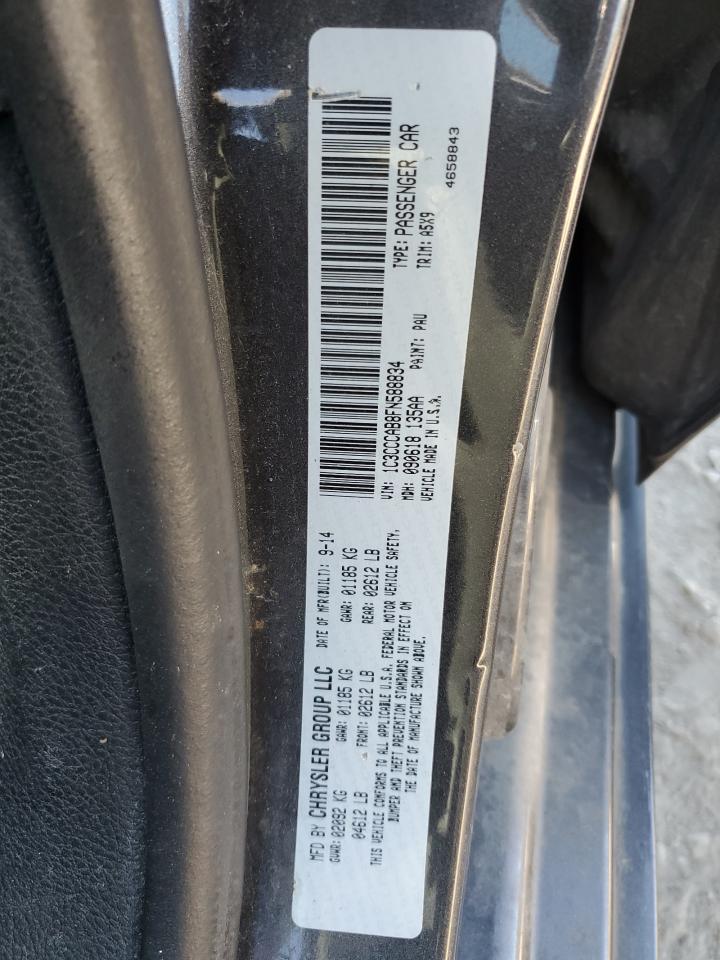 MFD BY CHRYSLER GROUP LLC DATE OF MFR(BUILT): 9-14
GVWR: 02092 KG GAWR: 01185 KG GAWR: 01185 KG
04612 LB FRONT: 02612 LB REAR: 02612 LB
THIS VEHICLE CONFORMS TO ALL APPLICABLE U.S.A. FEDERAL MOTOR VEHICLE SAFETY,
BUMPER AND THEFT PREVENTION STANDARDS IN EFFECT ON
THE DATE OF MANUFACTURE SHOWN ABOVE.
VIN: 1C3CCCAB8FN588834 TYPE: PASSENGER CAR
MDH: 090618 135AA PAINT: PAU TRIM: A5X9
VEHICLE MADE IN U.S.A.
4658843